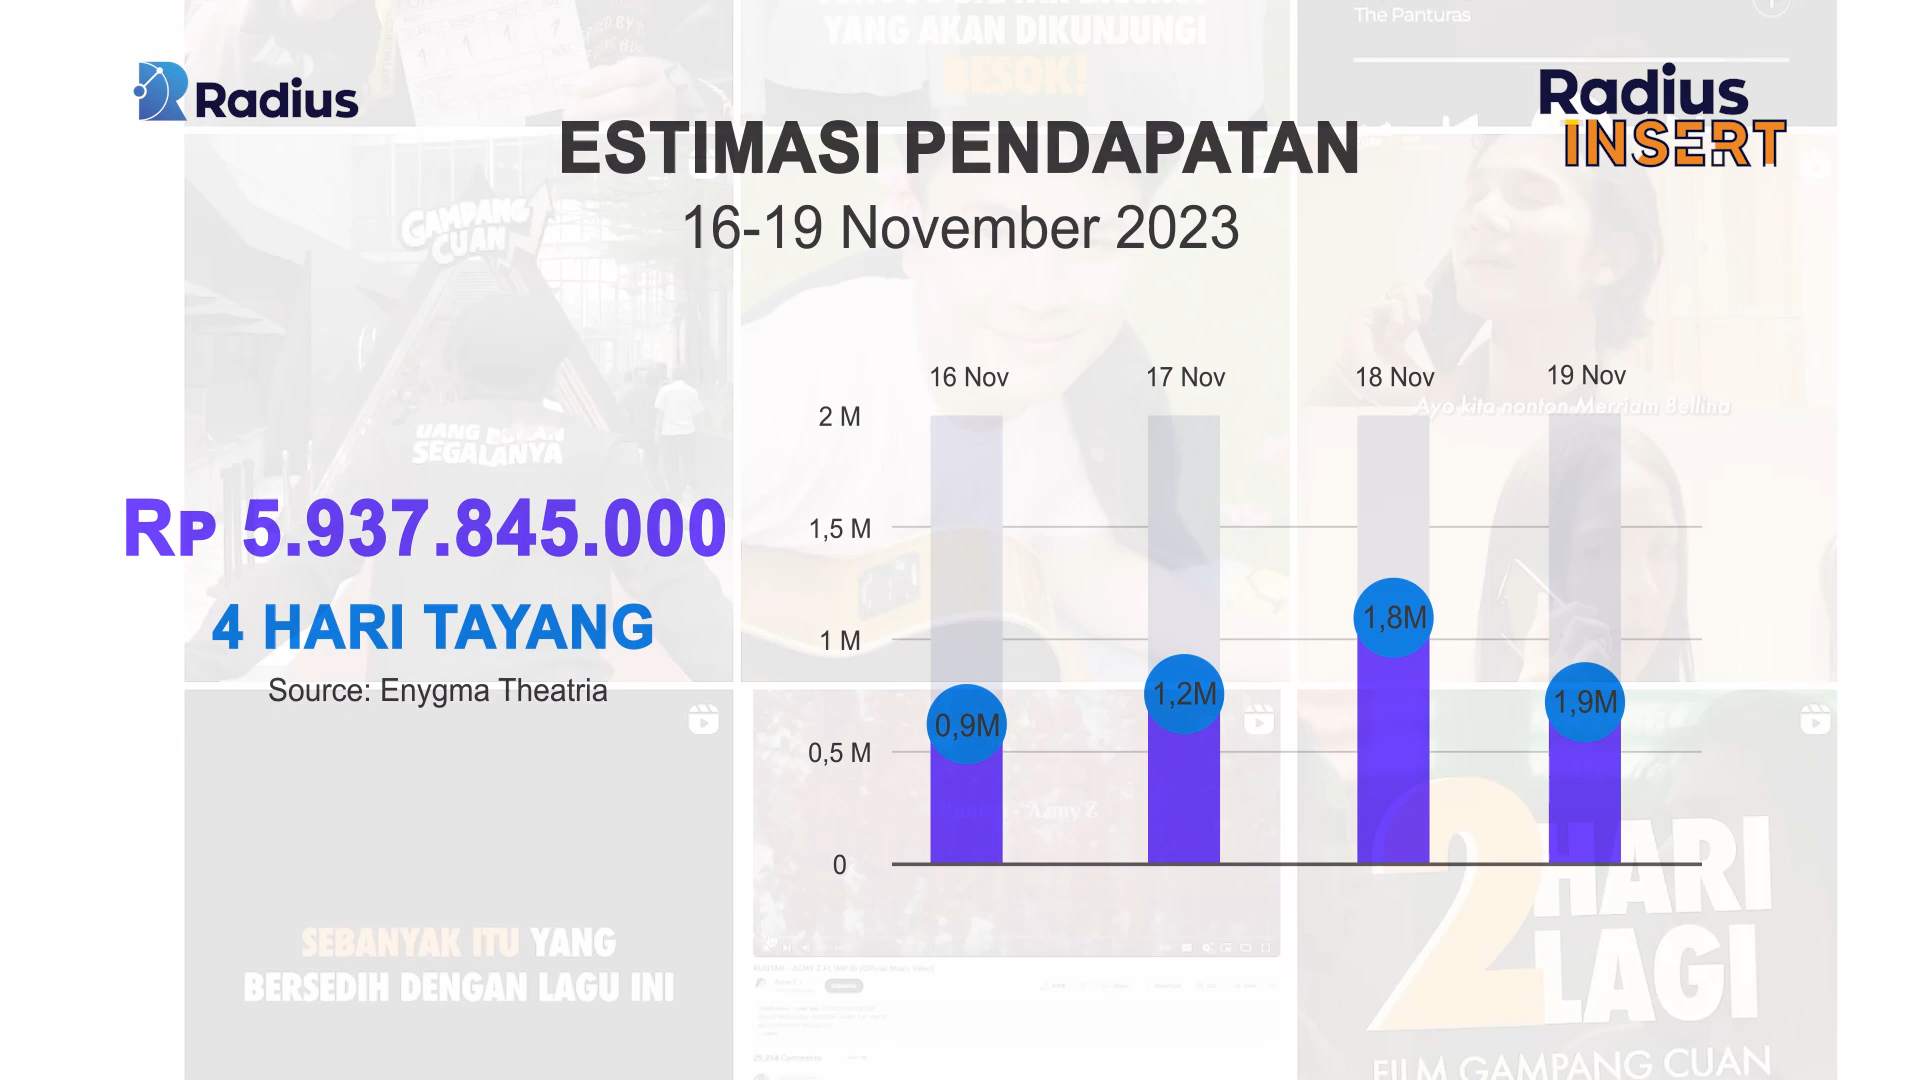 The Panturas
YANG AKAN DIKUNJUNGI
BESOK!
Radius
Radius
INSERT
ESTIMASI PENDAPATAN
16-19 November 2023
GAMPANG
CUAN
16 Nov
17 Nov
18 Nov
19 Nov
Ayo kita nonton Merriam Bellina
2 M
UANG BUKAN
SEGALANYA
Rp 5.937.845.000
1,5 M
4 HARI TAYANG
1,8M
1 M
Source: Enygma Theatria
0,9M
1,2M
1,9M
0,5 M
0
2 HARI
LAGI
SEBANYAK ITU YANG
BERSEDIH DENGAN LAGU INI
FILM GAMPANG CUAN